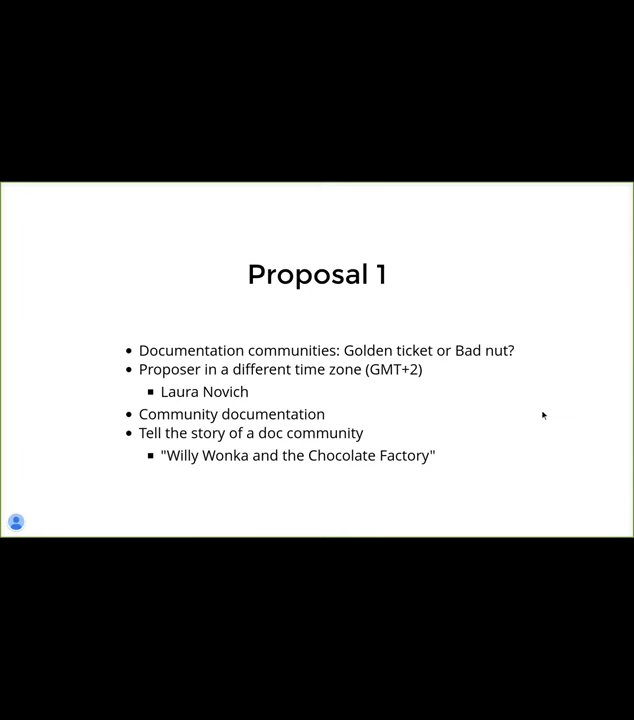 Proposal 1
Documentation communities: Golden ticket or Bad nut?
Proposer in a different time zone (GMT+2)
Laura Novich
Community documentation
Tell the story of a doc community
"Willy Wonka and the Chocolate Factory"